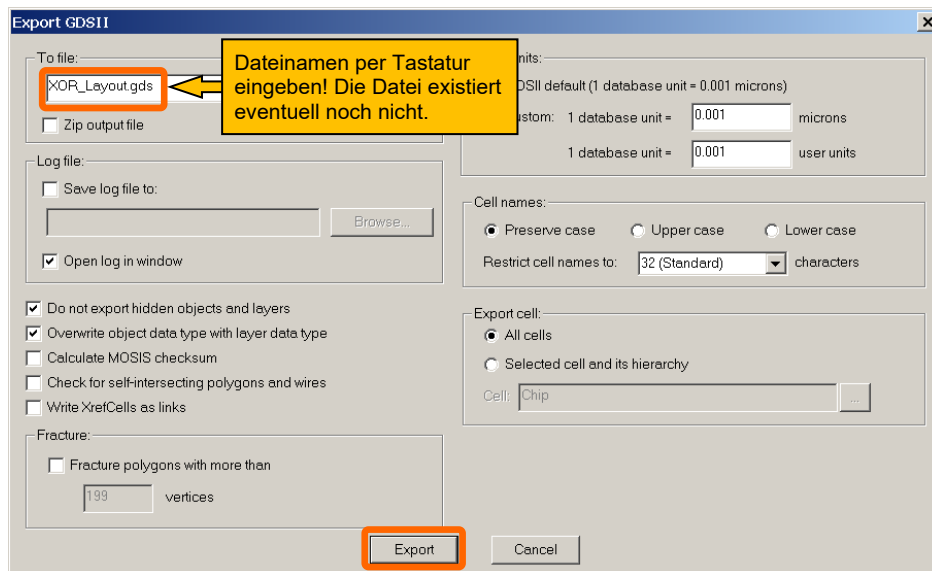 Export GDSII
To file:
XOR_Layout.gds
Zip output file
Dateinamen per Tastatur
eingeben! Die Datei existiert
eventuell noch nicht.
Log file:
Save log file to:
Browse...
Open log in window
Do not export hidden objects and layers
Overwrite object data type with layer data type
Calculate MOSIS checksum
Check for self-intersecting polygons and wires
Write XrefCells as links
Fracture:
Fracture polygons with more than
199 vertices
default (1 database unit = 0.001 microns)
1 database unit = 0.001 microns
1 database unit = 0.001 user units
Cell names:
Preserve case Upper case Lower case
Restrict cell names to: 32 (Standard) characters
Export cell:
All cells
Selected cell and its hierarchy
Cell: Chip ...
Export Cancel